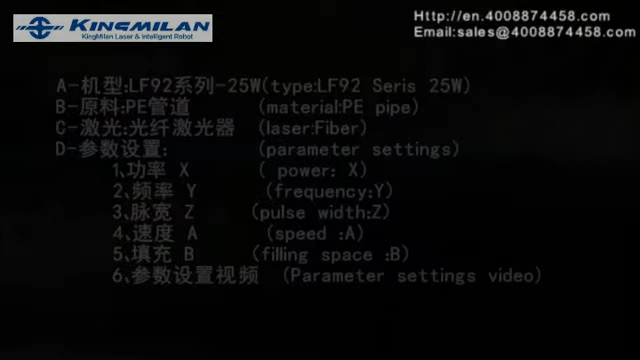 KINGMILAN
KingMilan Laser & Intelligent Robot
Http://en.4008874458.com
Email:sales@4008874458.com
A-机型:LF92系列-25W(type:LF92 Seris 25W)
B-原料:PE管道 (material:PE pipe)
C-激光:光纤激光器 (laser:Fiber)
D-参数设置: (parameter settings)
1、功率 X ( power: X)
2、频率 Y (frequency:Y)
3、脉宽 Z (pulse width:Z)
4、速度 A (speed :A)
5、填充 B (filling space :B)
6、参数设置视频 (Parameter settings video)